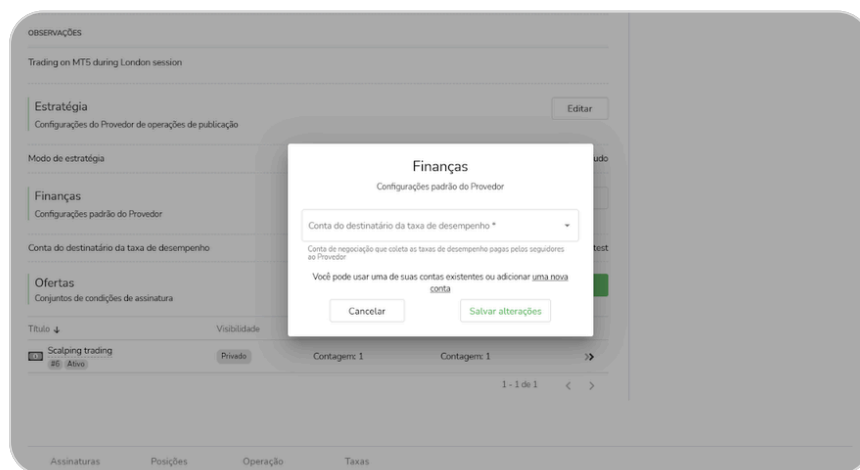 OBSERVAÇÕES
Trading on MT5 during London session
Estratégia
Editar
Configurações do Provedor de operações de publicação
Modo de estratégia
udo
Finanças
Configurações padrão do Provedor
Conta do destinatário da taxa de desempenho
test
Ofertas
Conjuntos de condições de assinatura
Título
Visibilidade
Scalping trading
#6 Ativo
Privado
Contagem: 1
Contagem: 1
1 - 1 de 1
Assinaturas
Posições
Operação
Taxas
Finanças
Configurações padrão do Provedor
Conta do destinatário da taxa de desempenho *
Conta de negociação que coleta as taxas de desempenho pagas pelos seguidores
ao Provedor
Você pode usar uma de suas contas existentes ou adicionar uma nova
conta
Cancelar
Salvar alterações